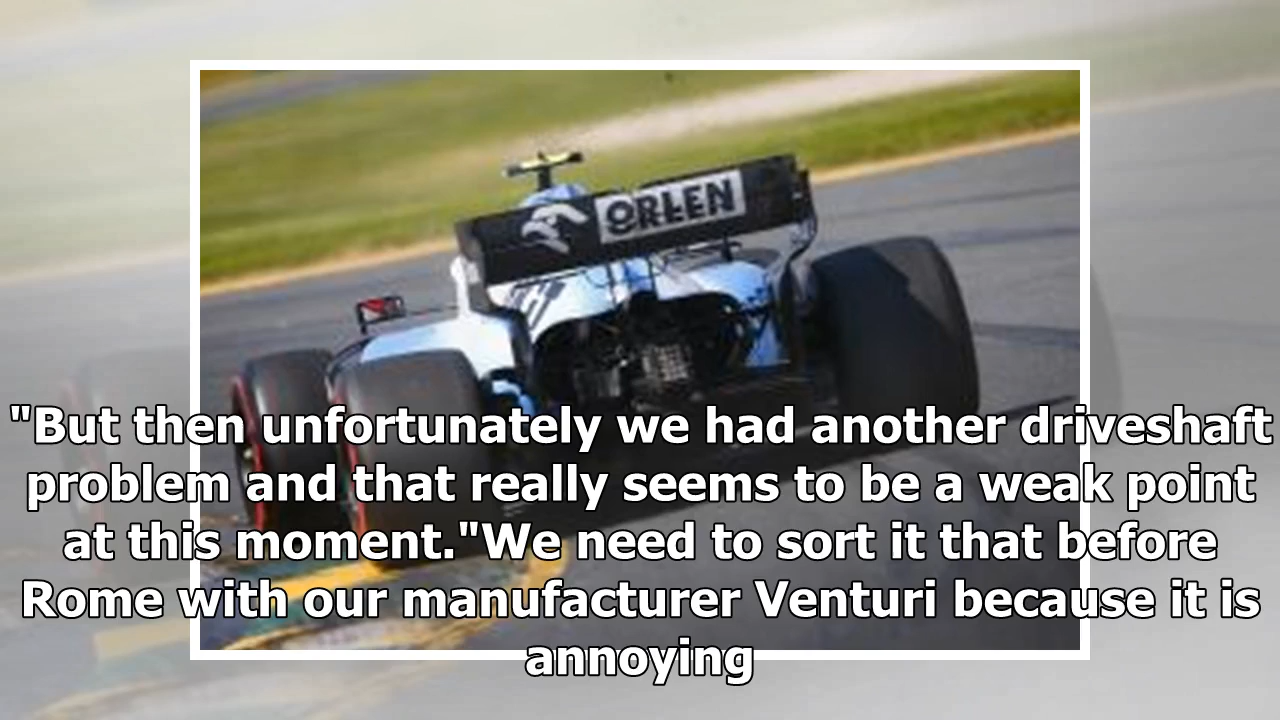 ORLEN
"But then unfortunately we had another driveshaft
problem and that really seems to be a weak point
at this moment."We need to sort it that before
Rome with our manufacturer Venturi because it is
annoying